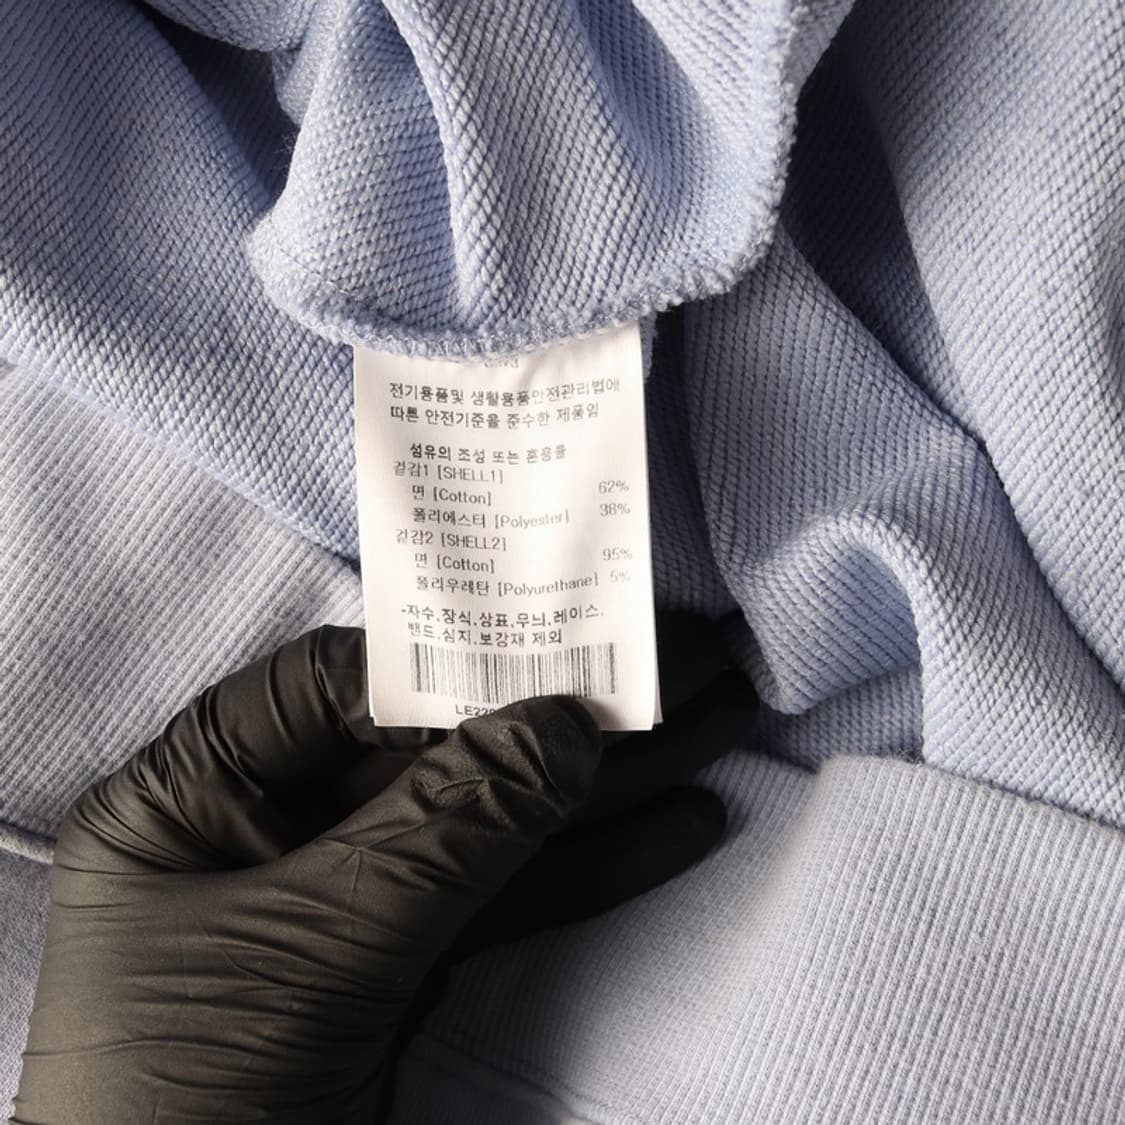 전기용품및 생활용품안전관리법에
따른 안전기준을 준수한 제품임
섬유의 조성 또는 혼용률
겉감1 [SHELL1]
면 [Cotton] 62%
폴리에스터 [Polyester] 38%
겉감2 [SHELL2]
면 [Cotton] 95%
폴리우레탄 [Polyurethane] 5%
-자수,장식,상표,무늬,레이스,
밴드,심지,보강재 제외